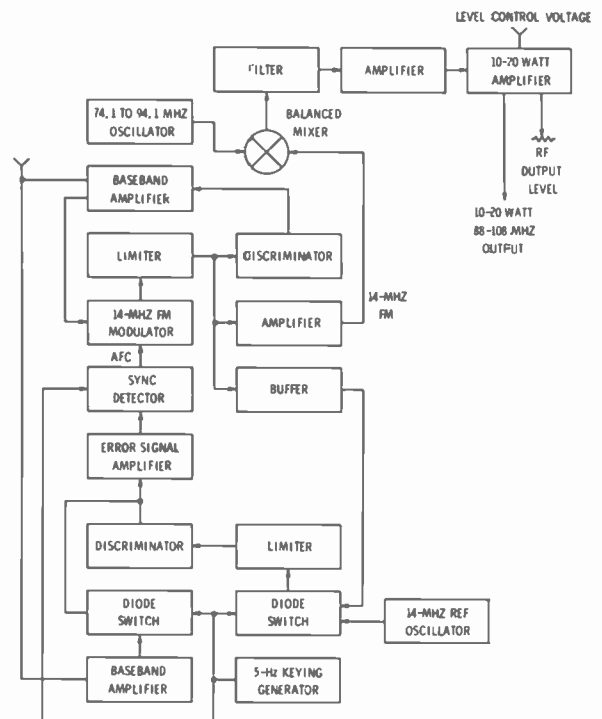 LEVEL CONTROL VOLTAGE
FILTER
AMPLIFIER
10-20 WATT
AMPLIFIER
74.1 TO 94.1 MHZ
OSCILLATOR
BALANCED
MIXER
RF
OUTPUT
LEVEL
BASEBAND
AMPLIFIER
10-20 WATT
88-108 MHZ
OUTPUT
LIMITER
DISCRIMINATOR
14-MHZ FM
MODULATOR
AMPLIFIER
14-MHZ
FM
AFC
SYNC
DETECTOR
BUFFER
ERROR SIGNAL
AMPLIFIER
DISCRIMINATOR
LIMITER
DIODE
SWITCH
DIODE
SWITCH
14-MHZ REF
OSCILLATOR
BASEBAND
AMPLIFIER
5-Hz KEYING
GENERATOR